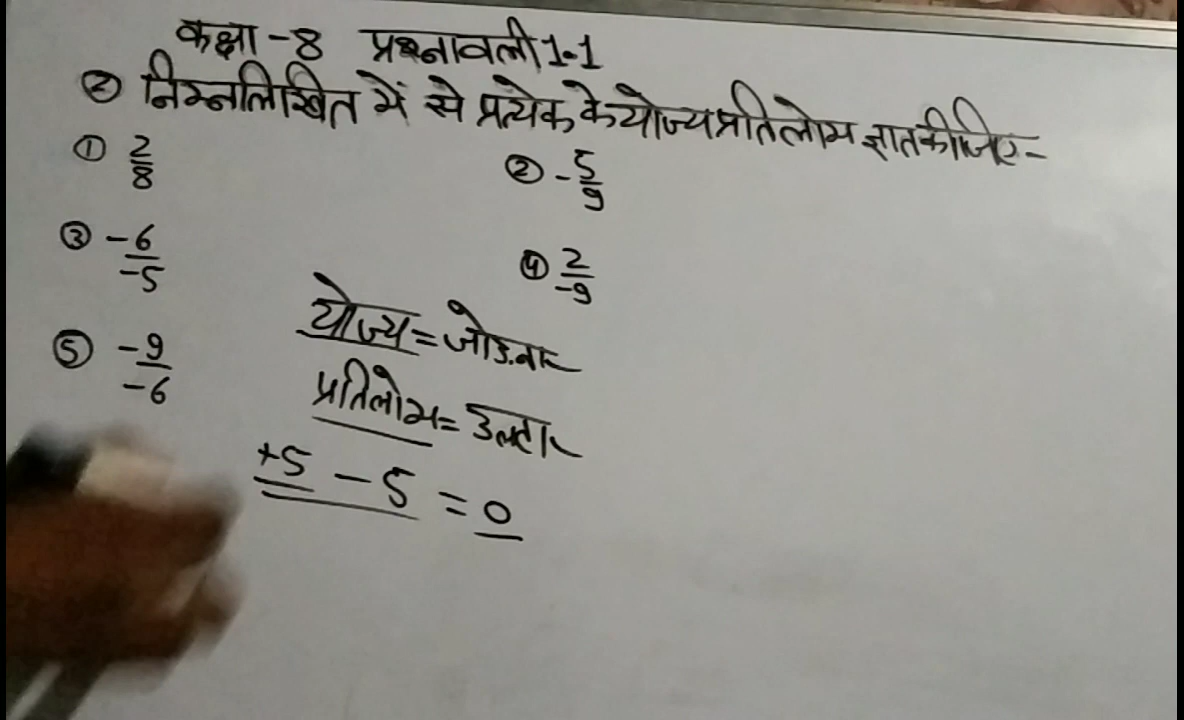 कक्षा-8 प्रश्नावली 1.1
② निम्नलिखित में से प्रत्येक के योज्य प्रतिलोम ज्ञात कीजिए-
① 2/8 ② -5/9
③ -6/-5 ④ 2/-9
⑤ -9/-6
योज्य = जोड़ना
प्रतिलोम = उल्टा
+5 - 5 = 0